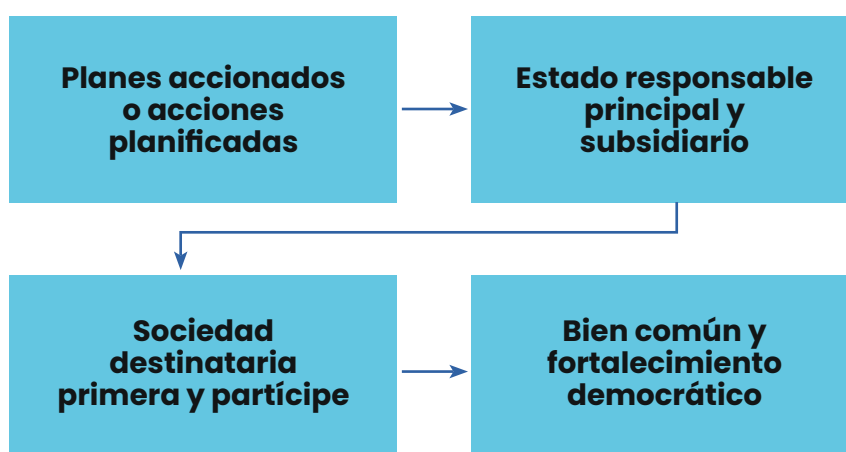 Planes accionados
o acciones
planificadas
Estado responsable
principal y
subsidiario
Sociedad
destinataria
primera y partícipe
Bien común y
fortalecimiento
democrático